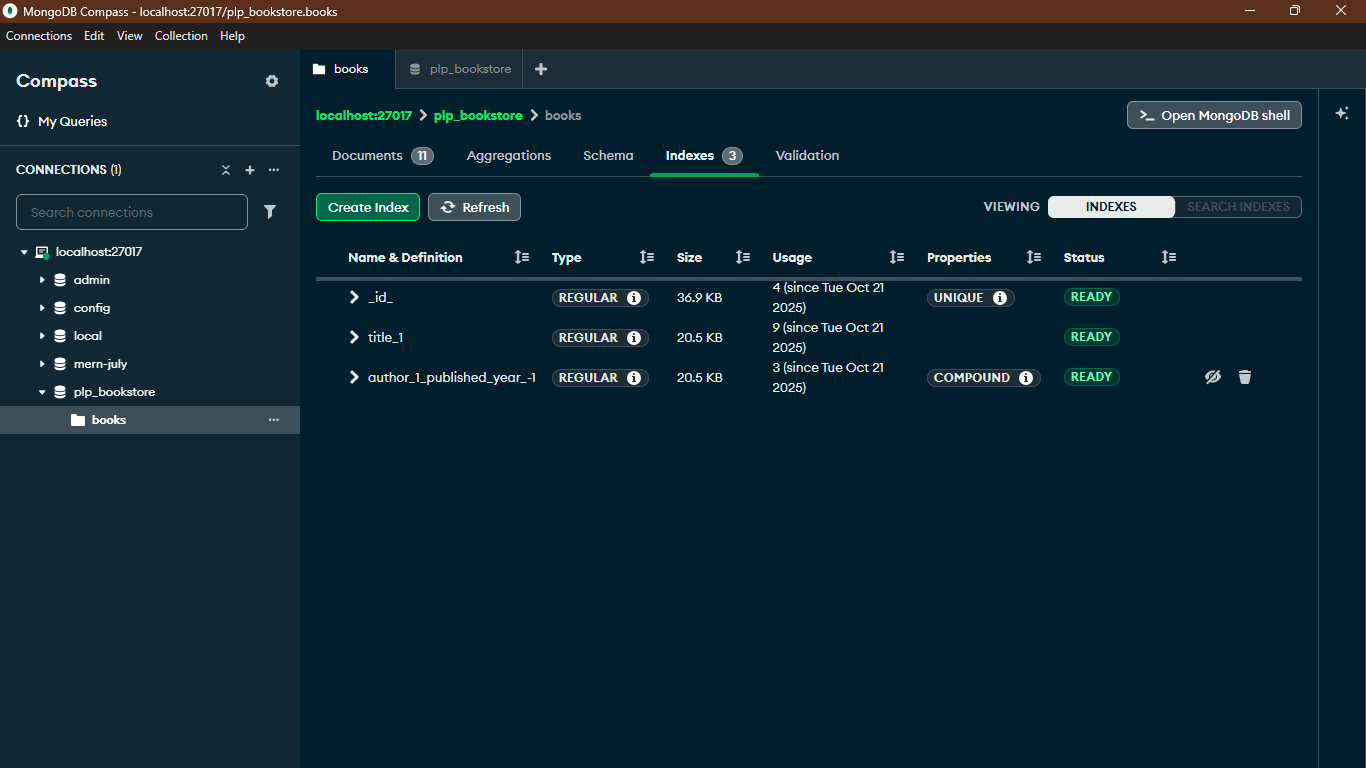 MongoDB Compass - localhost:27017/plp_bookstore.books
Connections Edit View Collection Help
Compass
{} My Queries
CONNECTIONS (1)
Search connections
localhost:27017
admin
config
local
mern-july
plp_bookstore
books
books plp_bookstore
localhost:27017 > plp_bookstore > books
>_ Open MongoDB shell
Documents 11 Aggregations Schema Indexes 3 Validation
Create Index Refresh
VIEWING INDEXES SEARCH INDEXES
Name & Definition Type Size Usage Properties Status
_id_ REGULAR 36.9 KB 4 (since Tue Oct 21 2025) UNIQUE READY
title_1 REGULAR 20.5 KB 9 (since Tue Oct 21 2025) READY
author_1_published_year_-1 REGULAR 20.5 KB 3 (since Tue Oct 21 2025) COMPOUND READY